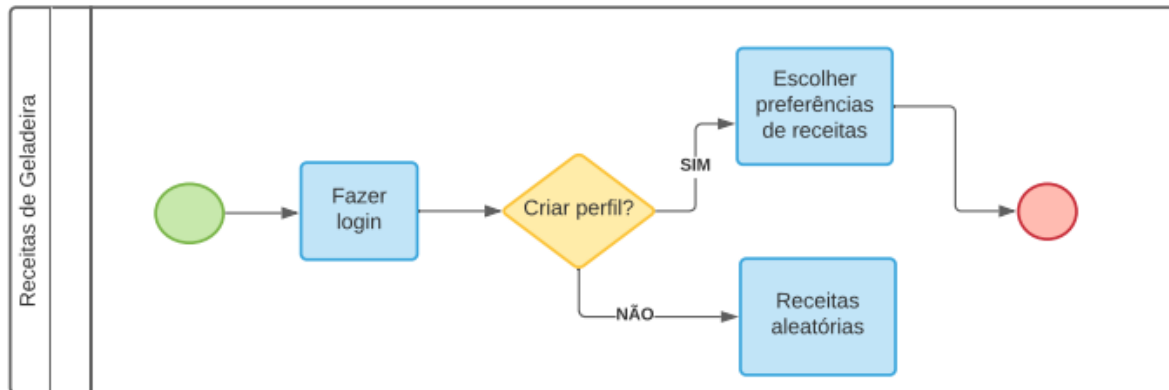 Receitas de Geladeira
Fazer
login
Criar perfil?
SIM
Escolher
preferências
de receitas
NÃO
Receitas
aleatórias